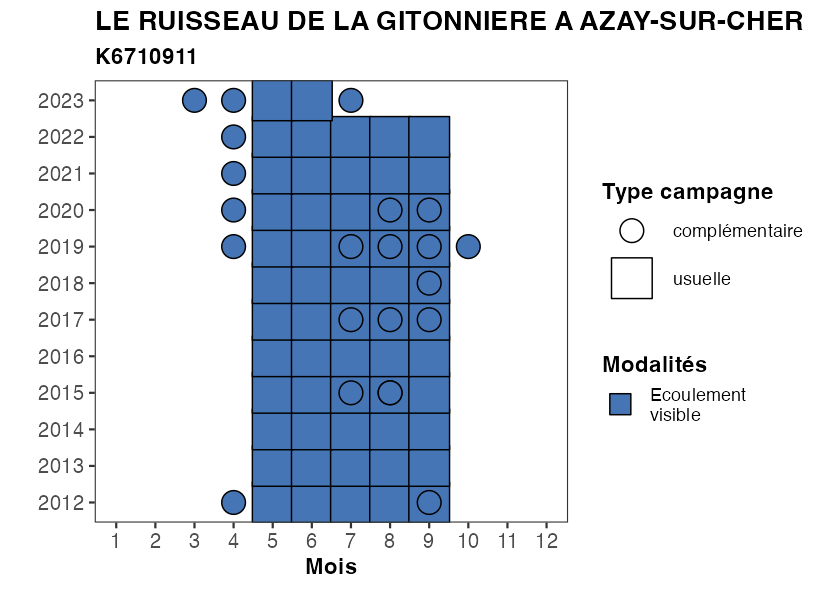 LE RUISSEAU DE LA GITONNIERE A AZAY-SUR-CHER
K6710911
2023
2022
2021
2020
2019
2018
2017
2016
2015
2014
2013
2012
1 2 3 4 5 6 7 8 9 10 11 12
Mois
Type campagne
complémentaire
usuelle
Modalités
Ecoulement
visible